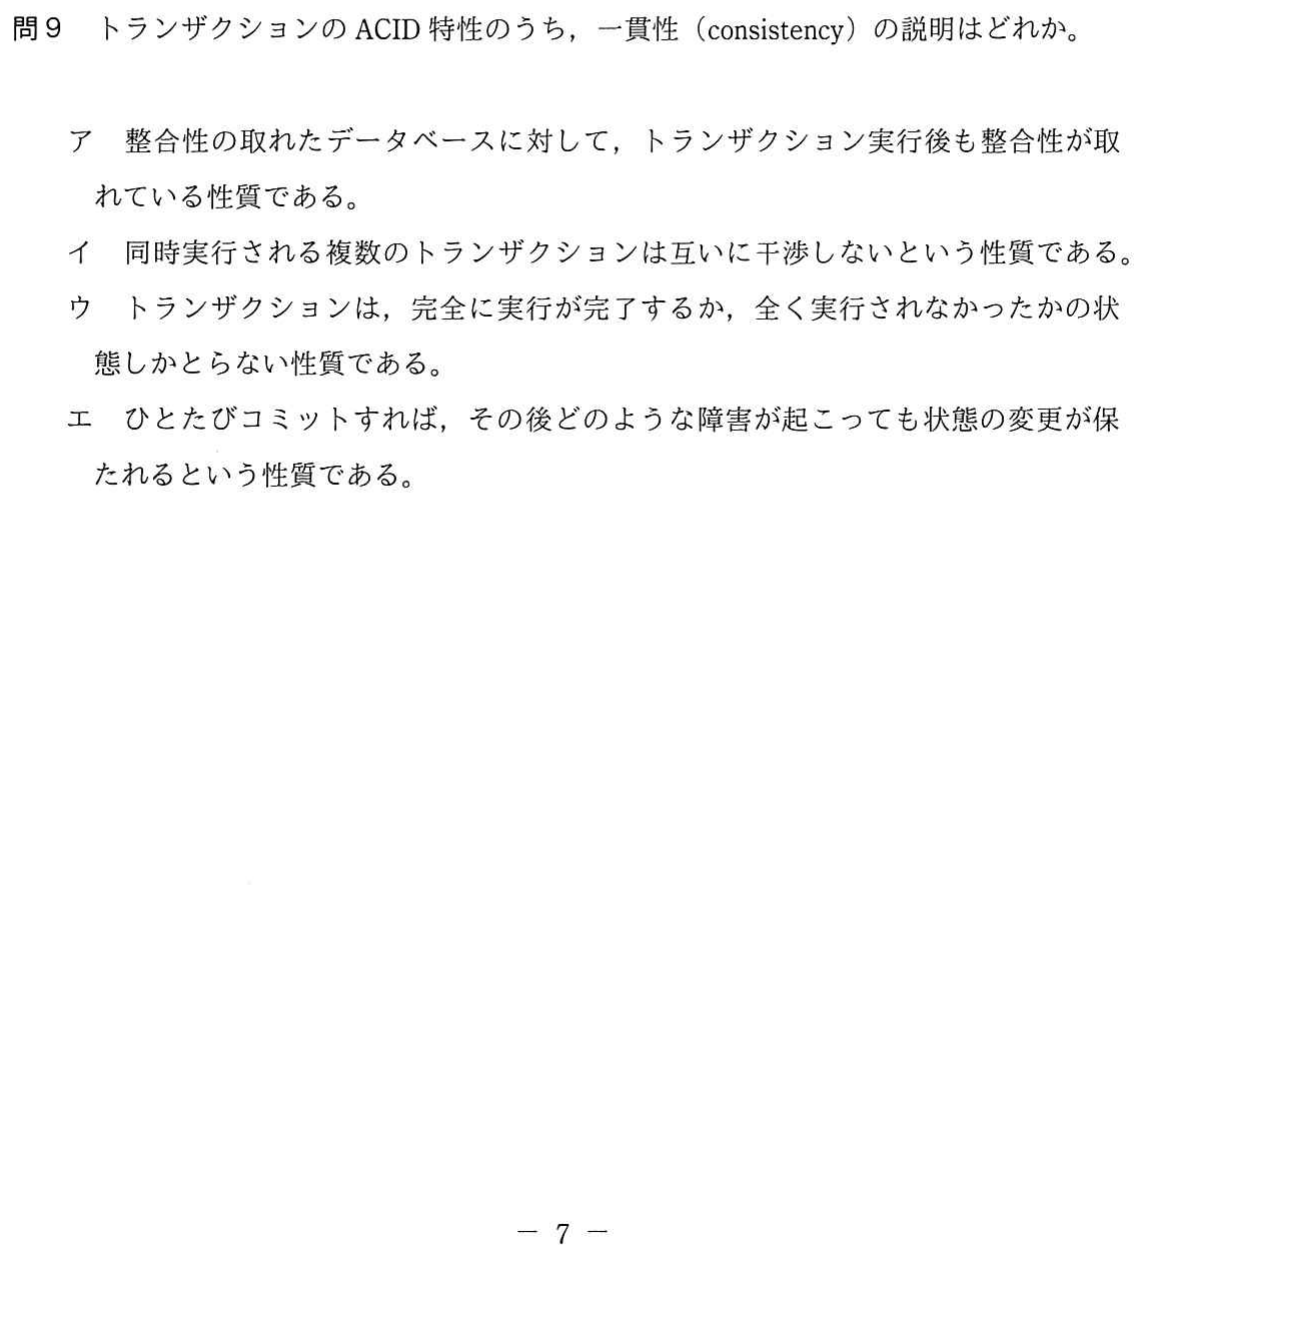 問9 トランザクションの ACID 特性のうち，一貫性（consistency）の説明はどれか。
ア 整合性の取れたデータベースに対して，トランザクション実行後も整合性が取
れている性質である。
イ 同時実行される複数のトランザクションは互いに干渉しないという性質である。
ウ トランザクションは，完全に実行が完了するか，全く実行されなかったかの状
態しかとらない性質である。
エ ひとたびコミットすれば，その後どのような障害が起こっても状態の変更が保
たれるという性質である。
－ 7 －